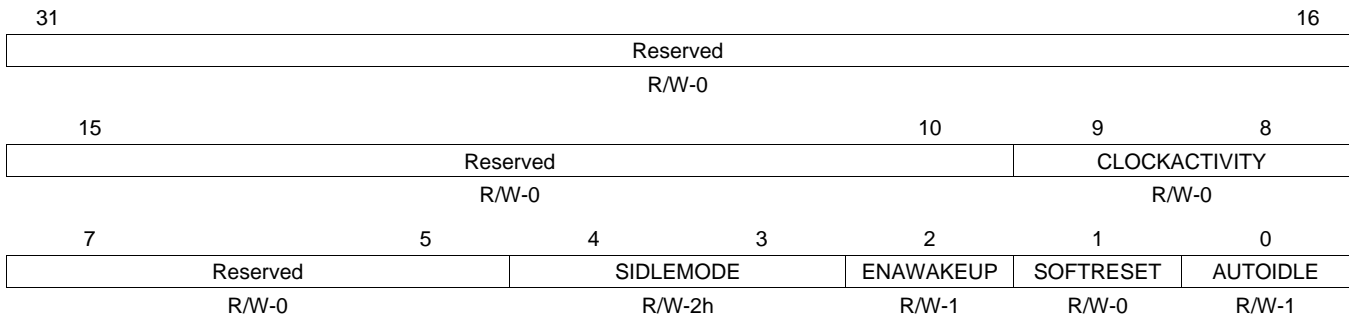 31 16
Reserved
R/W-0
15 10 9 8
Reserved CLOCKACTIVITY
R/W-0 R/W-0
7 5 4 3 2 1 0
Reserved SIDLEMODE ENAWAKEUP SOFTRESET AUTOIDLE
R/W-0 R/W-2h R/W-1 R/W-0 R/W-1